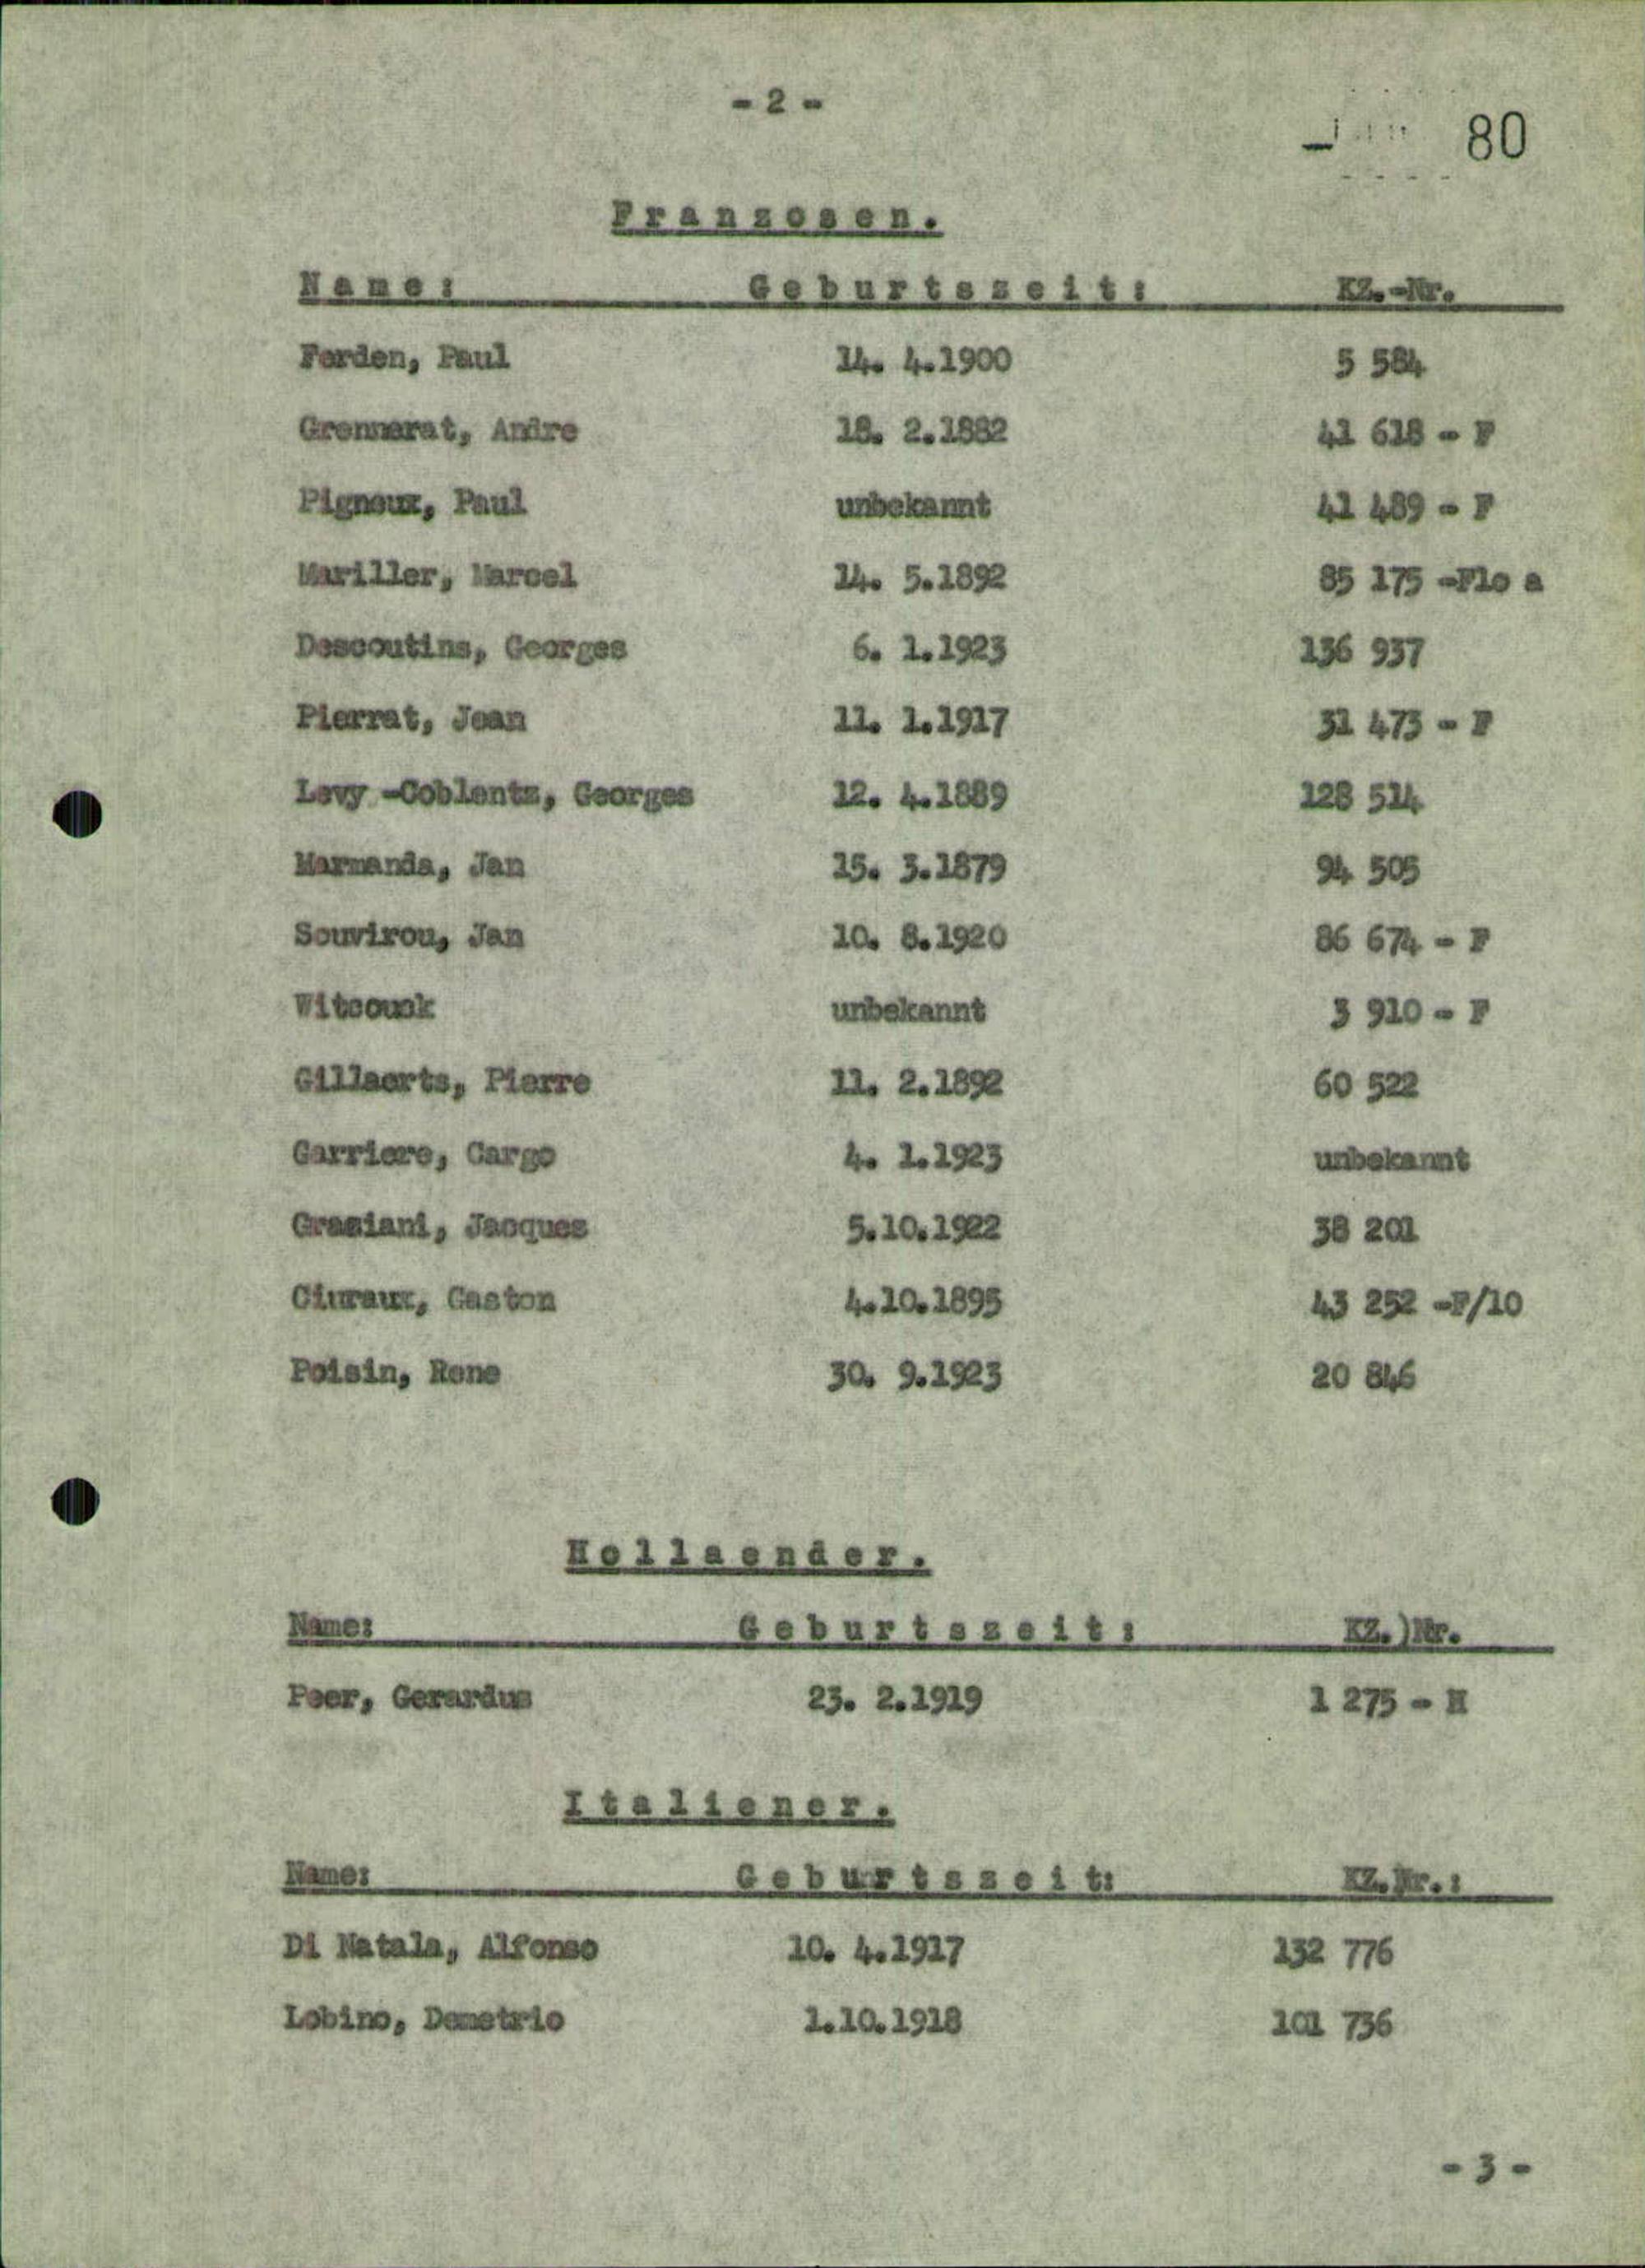 - 2 -
80
Franzosen.
Name: Geburtszeit: KZ.-Nr.
Ferden, Paul 14. 4.1900 5 584
Grennerat, Andre 18. 2.1882 41 618 - F
Pigneux, Paul unbekannt 41 489 - F
Mariller, Marcel 14. 5.1892 85 175 -Flo a
Descoutins, Georges 6. 1.1923 136 937
Pierrat, Jean 11. 1.1917 31 473 - F
Levy -Coblentz, Georges 12. 4.1889 128 514
Marmanda, Jan 15. 3.1879 94 505
Souvirou, Jan 10. 8.1920 86 674 - F
Witcouck unbekannt 3 910 - F
Gillaerts, Pierre 11. 2.1892 60 522
Garriere, Cargo 4. 1.1923 unbekannt
Graziani, Jacques 5.10.1922 38 201
Ciuraux, Gaston 4.10.1895 43 252 -F/10
Poisin, Rene 30. 9.1923 20 846
Hollaender.
Name: Geburtszeit: KZ.)Nr.
Peer, Gerardus 23. 2.1919 1 275 - H
Italiener.
Name: Geburtszeit: KZ.Nr.:
Di Natala, Alfonso 10. 4.1917 132 776
Lobino, Demetrio 1.10.1918 101 736
- 3 -